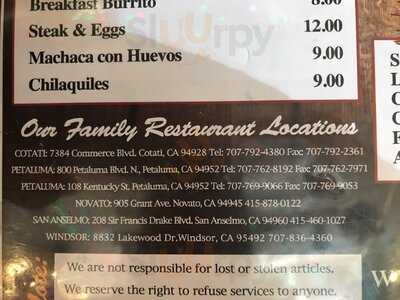 Breakfast Burrito 8.00
Steak & Eggs 12.00
Machaca con Huevos 9.00
Chilaquiles 9.00
Sluurpy
Our Family Restaurant Locations
COTATI: 7384 Commerce Blvd. Cotati, CA 94928 Tel: 707-792-4380 Fax: 707-792-2361
PETALUMA: 800 Petaluma Blvd. N., Petaluma, CA 94952 Tel: 707-762-8192 Fax: 707-762-7971
PETALUMA: 108 Kentucky St. Petaluma, CA 94952 Tel: 707-769-9066 Fax: 707-769-9053
NOVATO: 905 Grant Ave. Novato, CA 94945 415-878-0122
SAN ANSELMO: 208 Sir Francis Drake Blvd. San Anselmo, CA 94960 415-460-1027
WINDSOR: 8832 Lakewood Dr.Windsor, CA 95492 707-836-4360
We are not responsible for lost or stolen articles.
We reserve the right to refuse services to anyone.